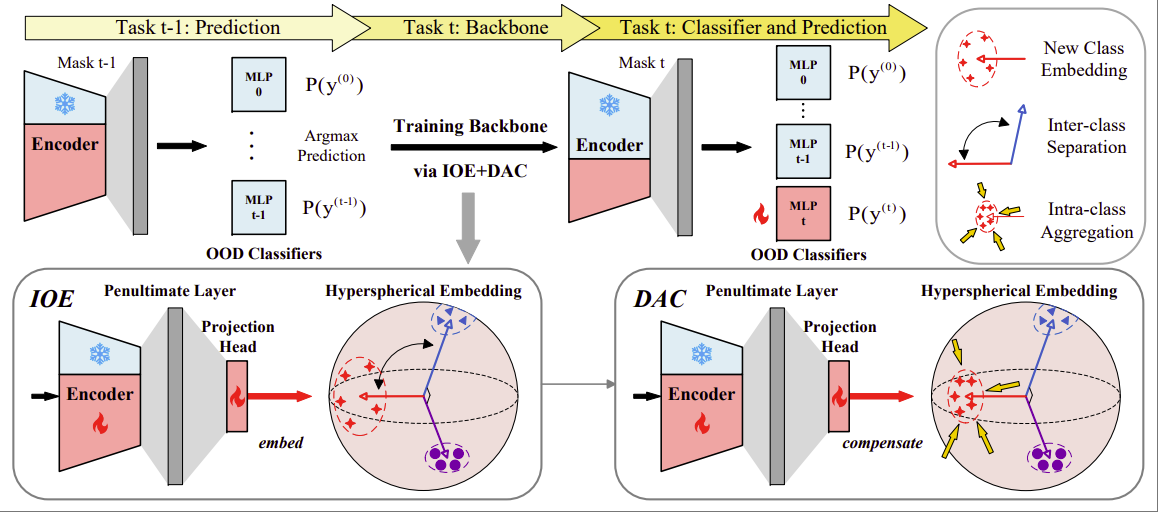 Task t-1: Prediction
Task t: Backbone
Task t: Classifier and Prediction
Mask t-1
Encoder
MLP
0
P(y⁽⁰⁾)
Argmax
Prediction
MLP
t-1
P(y⁽ᵗ⁻¹⁾)
OOD Classifiers
Training Backbone
via IOE+DAC
Mask t
Encoder
MLP
0
P(y⁽⁰⁾)
MLP
t-1
P(y⁽ᵗ⁻¹⁾)
MLP
t
P(y⁽ᵗ⁾)
OOD Classifiers
New Class
Embedding
Inter-class
Separation
Intra-class
Aggregation
IOE
Penultimate Layer
Hyperspherical Embedding
Projection
Head
Encoder
embed
DAC
Penultimate Layer
Hyperspherical Embedding
Projection
Head
Encoder
compensate